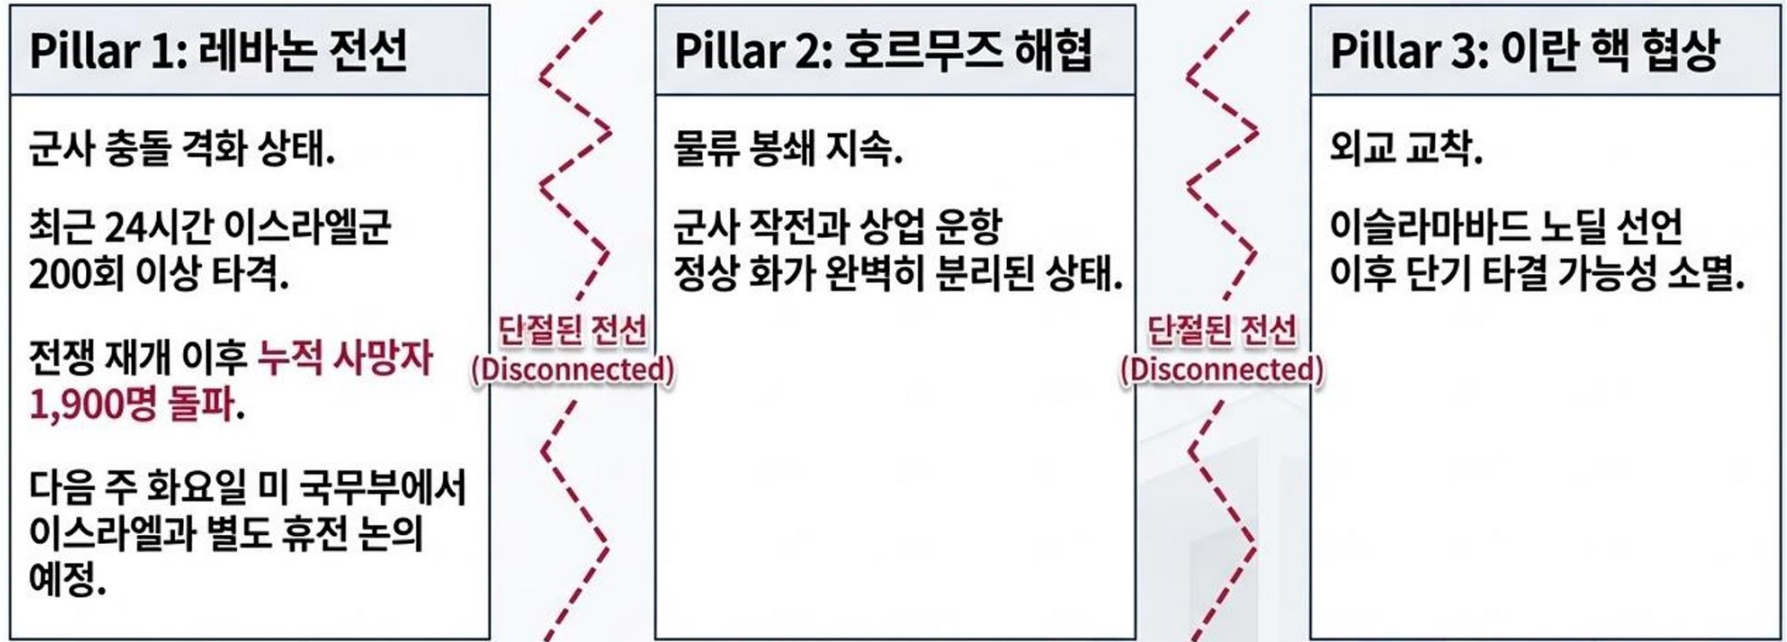 Pillar 1: 레바논 전선
군사 충돌 격화 상태.
최근 24시간 이스라엘군
200회 이상 타격.
전쟁 재개 이후 누적 사망자
1,900명 돌파.
다음 주 화요일 미 국무부에서
이스라엘과 별도 휴전 논의
예정.
단절된 전선
(Disconnected)
Pillar 2: 호르무즈 해협
물류 봉쇄 지속.
군사 작전과 상업 운항
정상 화가 완벽히 분리된 상태.
단절된 전선
(Disconnected)
Pillar 3: 이란 핵 협상
외교 교착.
이슬라마바드 노딜 선언
이후 단기 타결 가능성 소멸.